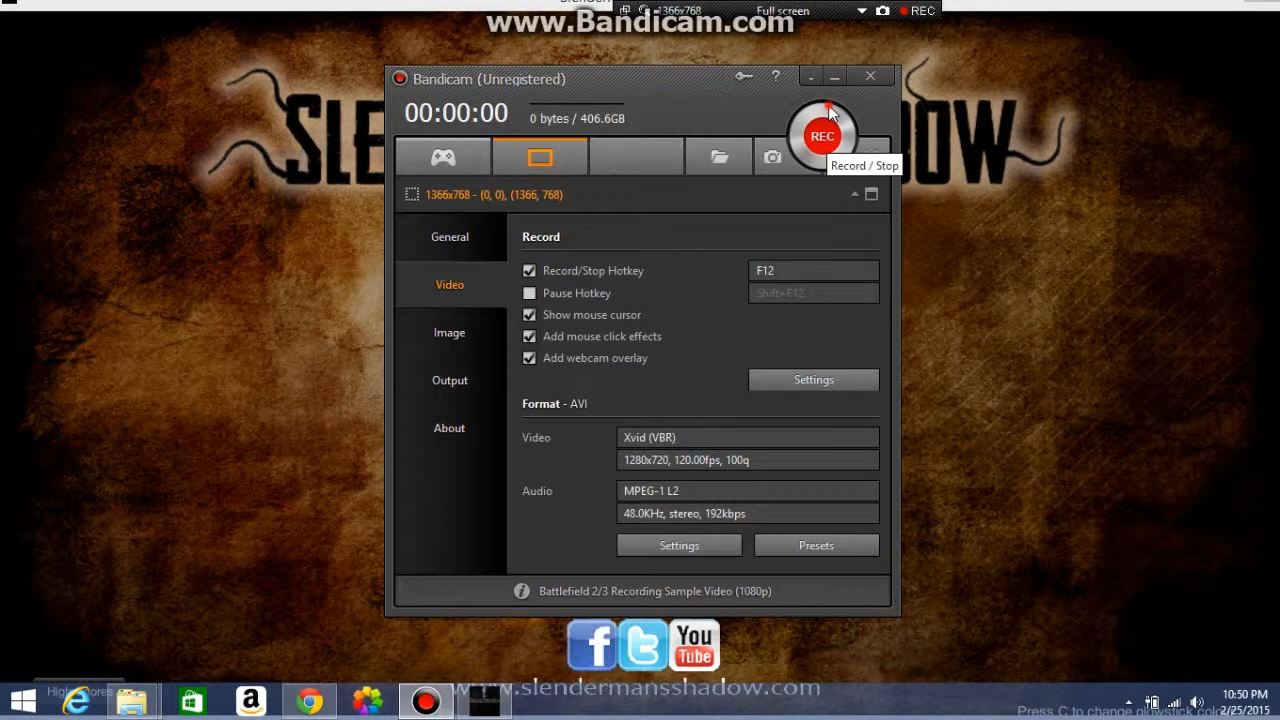 1366x768 Full screen REC
www.Bandicam.com
Bandicam (Unregistered) ?
00:00:00 0 bytes / 406.6GB
REC
Record / Stop
SLEN ADOW
1366x768 - (0, 0), (1366, 768)
General
Video
Image
Output
About
Record
Record/Stop Hotkey F12
Pause Hotkey Shift+F12
Show mouse cursor
Add mouse click effects
Add webcam overlay
Settings
Format - AVI
Video Xvid (VBR)
1280x720, 120.00fps, 100q
Audio MPEG-1 L2
48.0KHz, stereo, 192kbps
Settings Presets
Battlefield 2/3 Recording Sample Video (1080p)
f t You
Tube
www.slendermansshadow.com
10:50 PM
2/25/2015
Press C to change glowstick